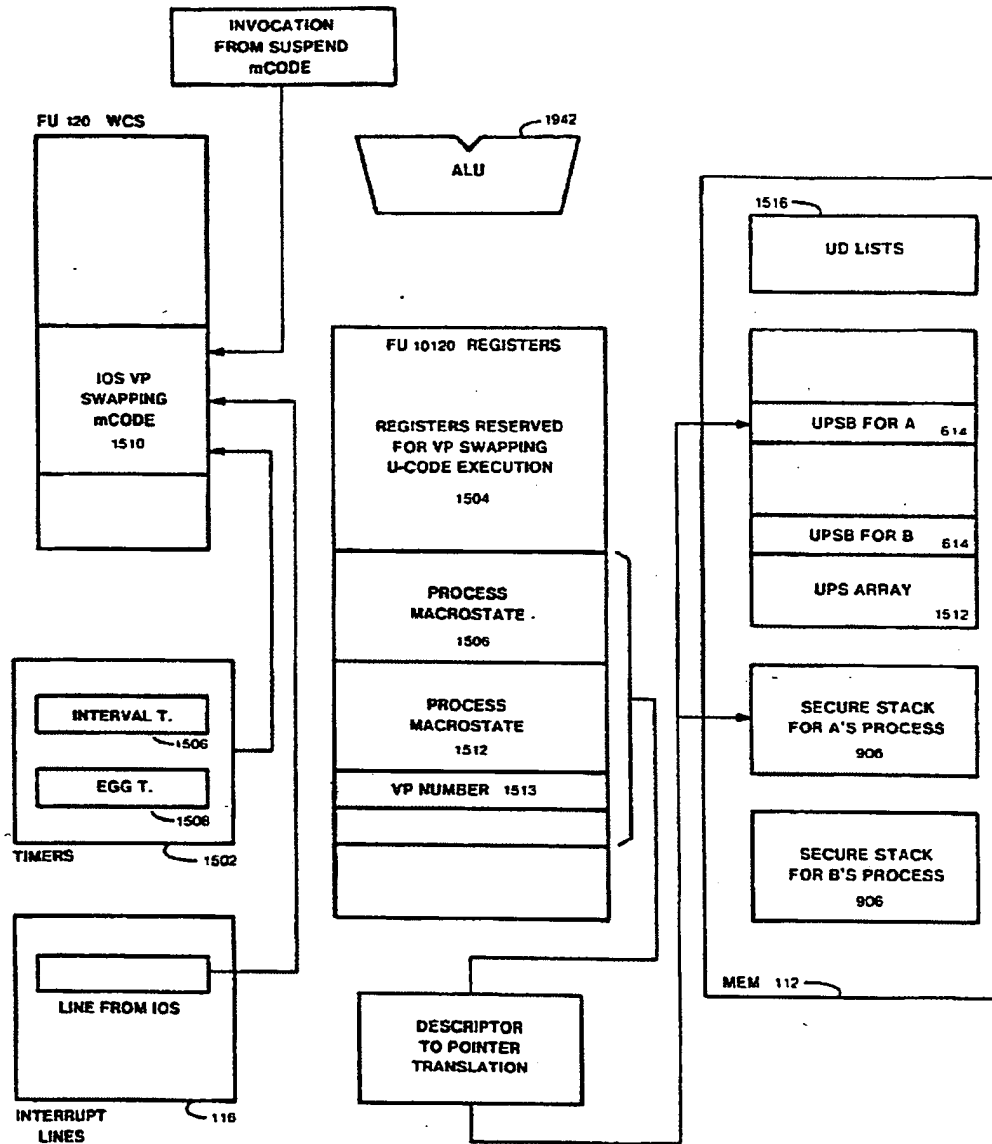 INVOCATION
FROM SUSPEND
mCODE
FU 120 WCS
1942
ALU
1516
UD LISTS
FU 10120 REGISTERS
REGISTERS RESERVED
FOR VP SWAPPING
U-CODE EXECUTION
1504
IOS VP
SWAPPING
mCODE
1510
UPSB FOR A 614
UPSB FOR B 614
UPS ARRAY
1512
PROCESS
MACROSTATE
1506
PROCESS
MACROSTATE
1512
VP NUMBER 1513
INTERVAL T.
1506
EGG T.
1508
TIMERS
1502
SECURE STACK
FOR A'S PROCESS
906
SECURE STACK
FOR B'S PROCESS
906
MEM 112
LINE FROM IOS
INTERRUPT
LINES
116
DESCRIPTOR
TO POINTER
TRANSLATION